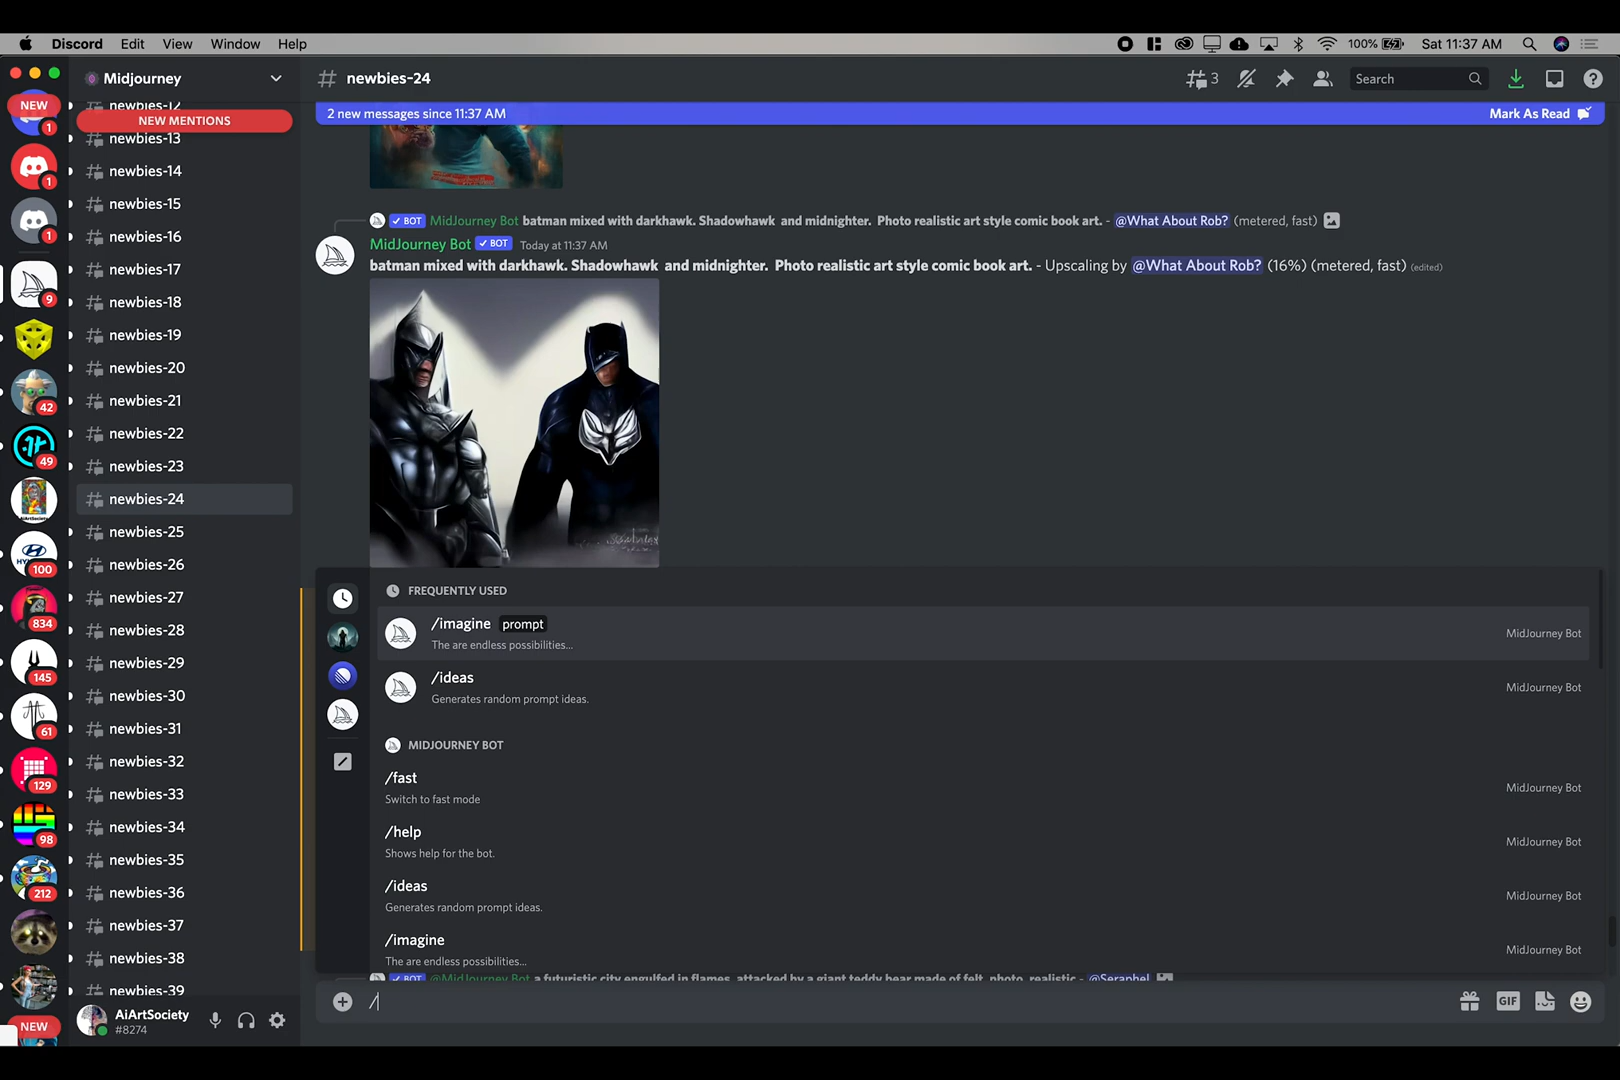 Discord Edit View Window Help
100% Sat 11:37 AM
NEW
1
1
1
9
42
49
AiArtSociety
100
834
145
61
129
98
212
NEW
Midjourney
newbies-12
NEW MENTIONS
newbies-13
newbies-14
newbies-15
newbies-16
newbies-17
newbies-18
newbies-19
newbies-20
newbies-21
newbies-22
newbies-23
newbies-24
newbies-25
newbies-26
newbies-27
newbies-28
newbies-29
newbies-30
newbies-31
newbies-32
newbies-33
newbies-34
newbies-35
newbies-36
newbies-37
newbies-38
newbies-39
AiArtSociety
#8274
# newbies-24
3
Search
2 new messages since 11:37 AM
Mark As Read
BOT MidJourney Bot batman mixed with darkhawk. Shadowhawk and midnighter. Photo realistic art style comic book art. - @What About Rob? (metered, fast)
MidJourney Bot BOT Today at 11:37 AM
batman mixed with darkhawk. Shadowhawk and midnighter. Photo realistic art style comic book art. - Upscaling by @What About Rob? (16%) (metered, fast) (edited)
FREQUENTLY USED
/imagine prompt
The are endless possibilities...
MidJourney Bot
/ideas
Generates random prompt ideas.
MidJourney Bot
MIDJOURNEY BOT
/fast
Switch to fast mode
MidJourney Bot
/help
Shows help for the bot.
MidJourney Bot
/ideas
Generates random prompt ideas.
MidJourney Bot
/imagine
The are endless possibilities...
MidJourney Bot
BOT @MidJourney Bot a futuristic city engulfed in flames, attacked by a giant teddy bear made of felt, photo, realistic - @Seraphel
/
GIF